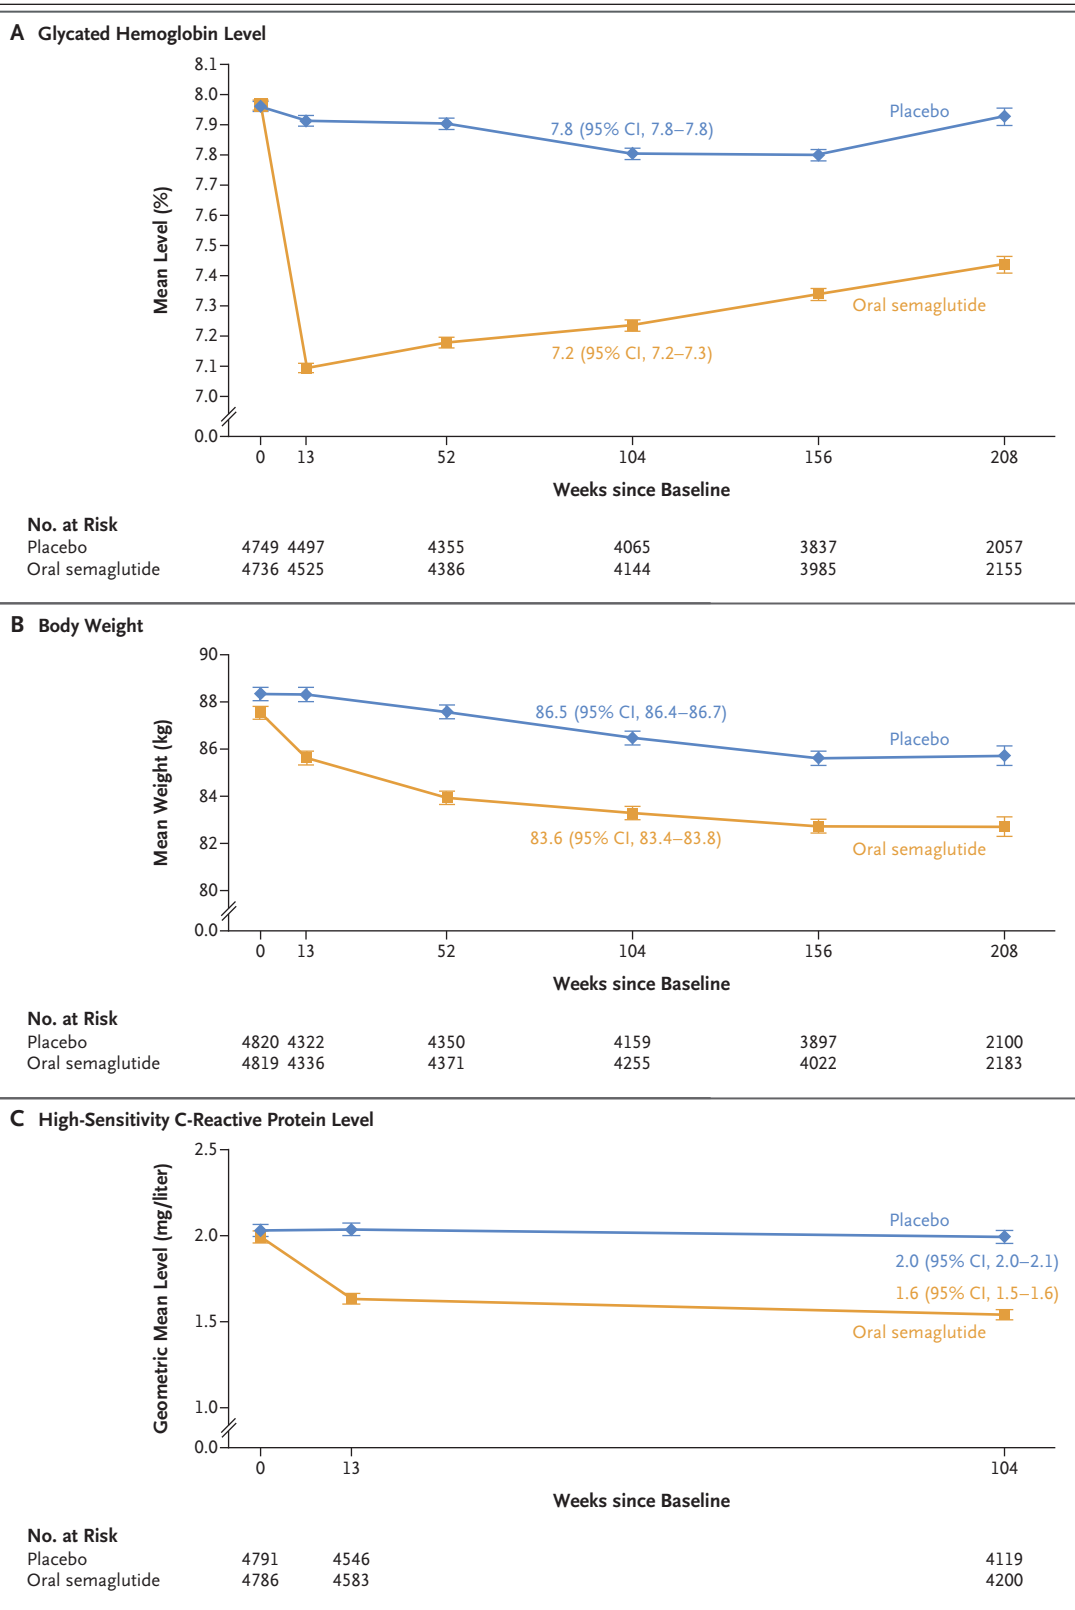 A Glycated Hemoglobin Level
8.1
8.0
7.9
7.8
7.7
7.6
7.5
7.4
7.3
7.2
7.1
7.0
0.0
Mean Level (%)
7.8 (95% CI, 7.8–7.8)
Placebo
Oral semaglutide
7.2 (95% CI, 7.2–7.3)
0 13 52 104 156 208
Weeks since Baseline
No. at Risk
Placebo 4749 4497 4355 4065 3837 2057
Oral semaglutide 4736 4525 4386 4144 3985 2155
B Body Weight
90
88
86
84
82
80
0.0
Mean Weight (kg)
86.5 (95% CI, 86.4–86.7)
Placebo
83.6 (95% CI, 83.4–83.8)
Oral semaglutide
0 13 52 104 156 208
Weeks since Baseline
No. at Risk
Placebo 4820 4322 4350 4159 3897 2100
Oral semaglutide 4819 4336 4371 4255 4022 2183
C High-Sensitivity C-Reactive Protein Level
2.5
2.0
1.5
1.0
0.0
Geometric Mean Level (mg/liter)
Placebo
2.0 (95% CI, 2.0–2.1)
1.6 (95% CI, 1.5–1.6)
Oral semaglutide
0 13 104
Weeks since Baseline
No. at Risk
Placebo 4791 4546 4119
Oral semaglutide 4786 4583 4200